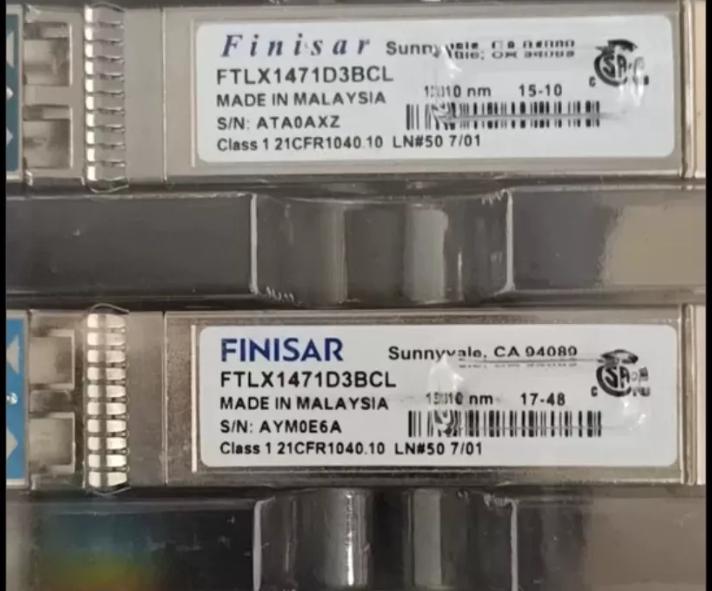 Finisar
FTLX1471D3BCL
MADE IN MALAYSIA 15-10
S/N: ATA0AXZ
Class 1 21CFR1040.10 LN#50 7/01
FINISAR Sunnyvale, CA 94089
FTLX1471D3BCL
MADE IN MALAYSIA nm 17-48
S/N: AYM0E6A
Class 1 21CFR1040.10 LN#50 7/01